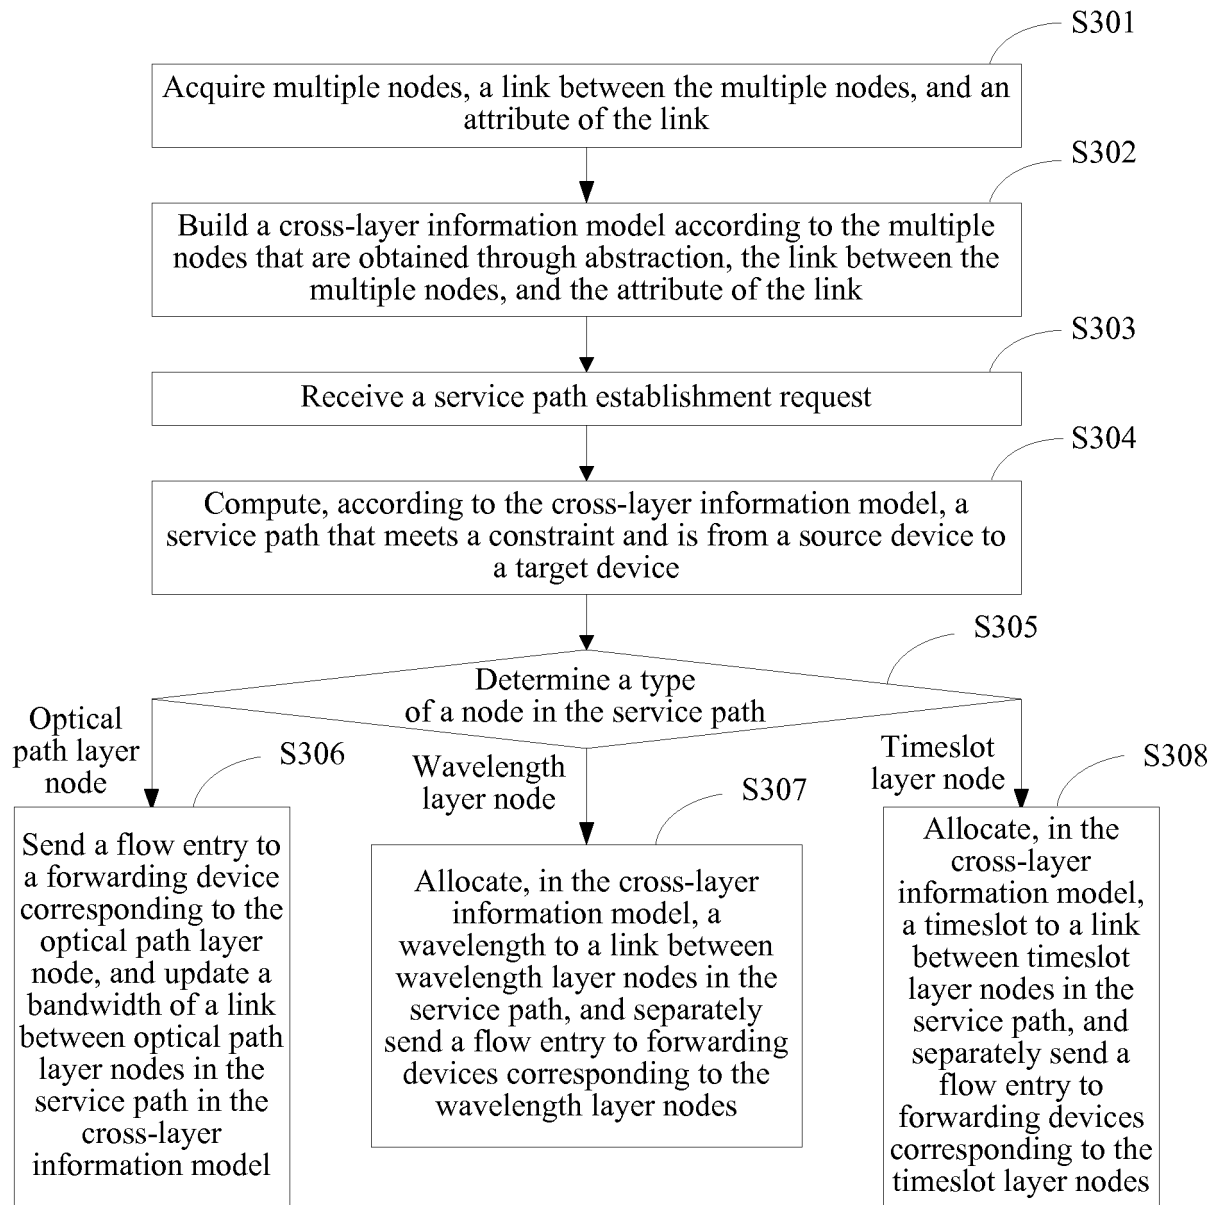 S301
Acquire multiple nodes, a link between the multiple nodes, and an
attribute of the link
S302
Build a cross-layer information model according to the multiple
nodes that are obtained through abstraction, the link between the
multiple nodes, and the attribute of the link
S303
Receive a service path establishment request
S304
Compute, according to the cross-layer information model, a
service path that meets a constraint and is from a source device to
a target device
S305
Determine a type
of a node in the service path
Optical
path layer
node
S306
Send a flow entry to
a forwarding device
corresponding to the
optical path layer
node, and update a
bandwidth of a link
between optical path
layer nodes in the
service path in the
cross-layer
information model
Wavelength
layer node
S307
Allocate, in the cross-layer
information model, a
wavelength to a link between
wavelength layer nodes in the
service path, and separately
send a flow entry to forwarding
devices corresponding to the
wavelength layer nodes
Timeslot
layer node
S308
Allocate, in the
cross-layer
information model,
a timeslot to a link
between timeslot
layer nodes in the
service path, and
separately send a
flow entry to
forwarding devices
corresponding to the
timeslot layer nodes